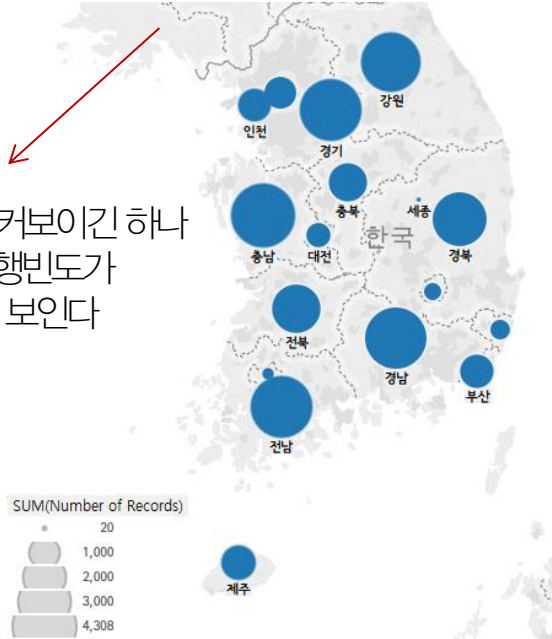 강원
인천
경기
충북
세종
커보이긴 하나
한국
충남
대전
경북
행빈도가
보인다
전북
경남
부산
전남
SUM(Number of Records)
20
1,000
2,000
3,000
4,308
제주